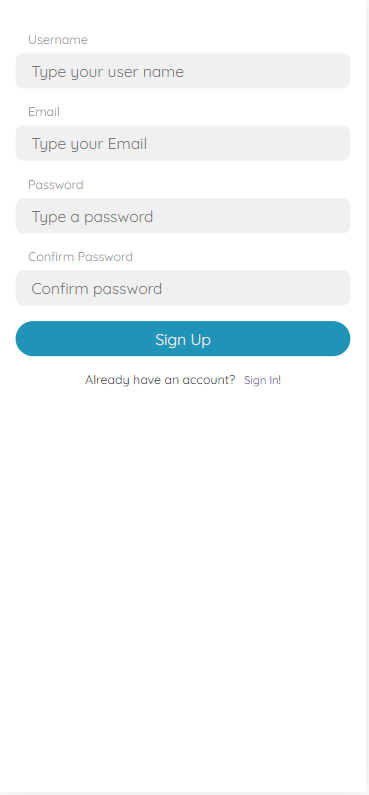 Username
Type your user name
Email
Type your Email
Password
Type a password
Confirm Password
Confirm password
Sign Up
Already have an account? Sign In!